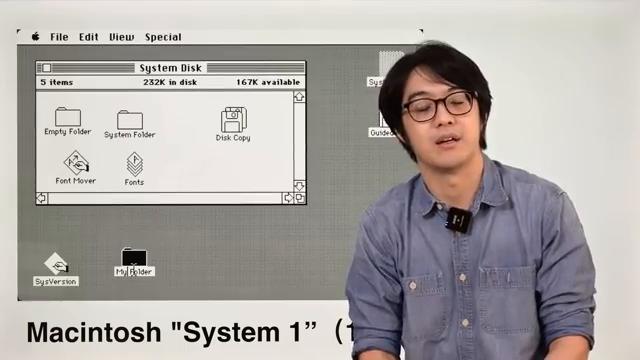 File Edit View Special
System Disk
5 items 232K in disk 167K available
Empty Folder
System Folder
Disk Copy
Font Mover
Fonts
SysVersion
My Folder
Macintosh "System 1” (1